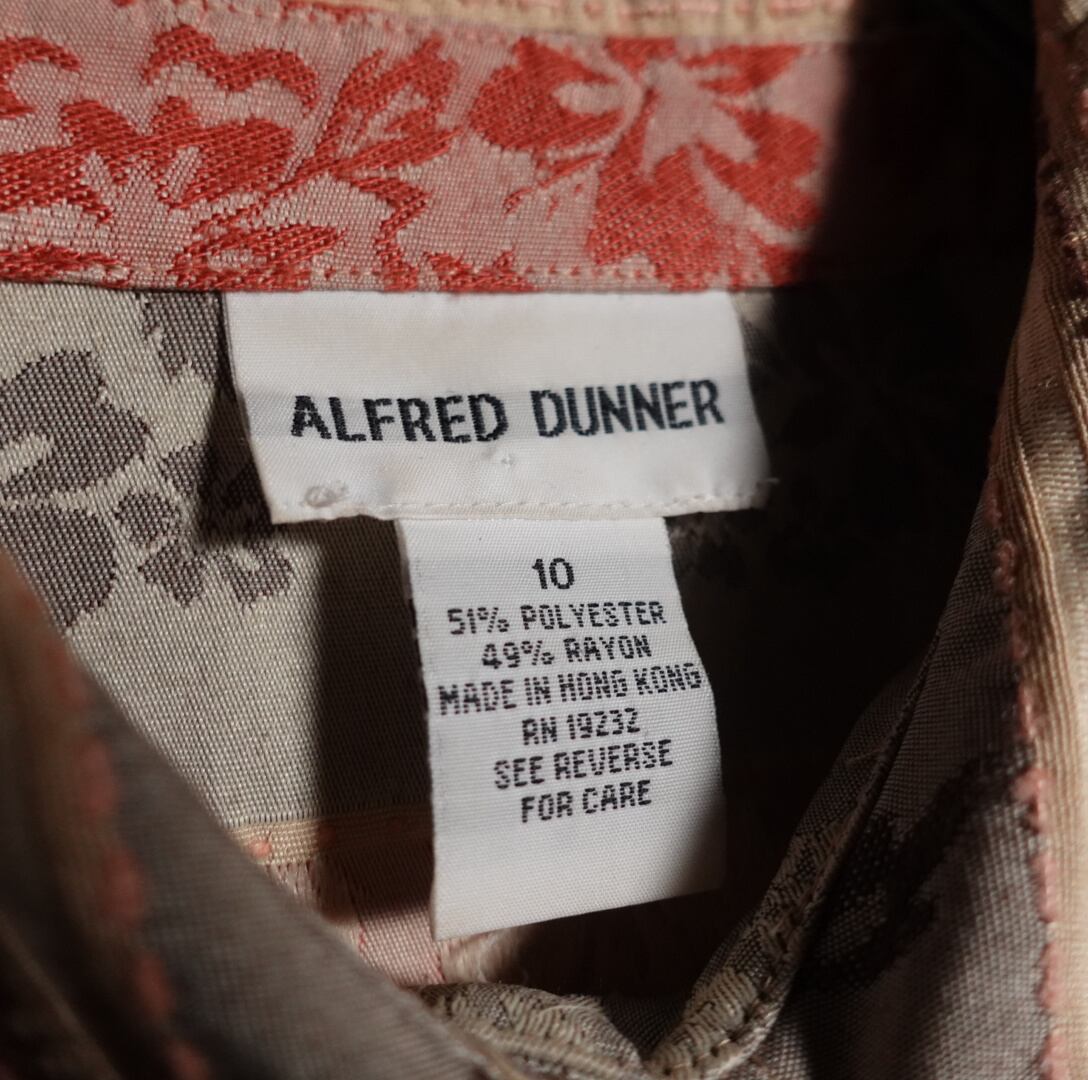 ALFRED DUNNER
10
51% POLYESTER
49% RAYON
MADE IN HONG KONG
RN 19232
SEE REVERSE
FOR CARE